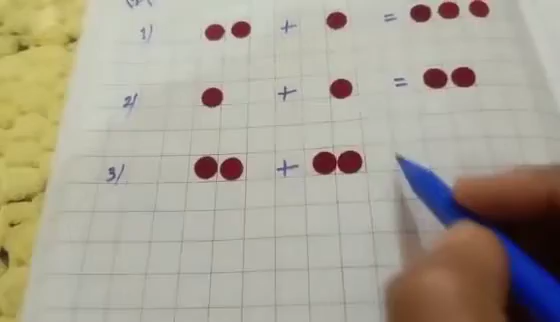 1) ●● + ● = ●●●
2) ● + ● = ●●
3) ●● + ●●